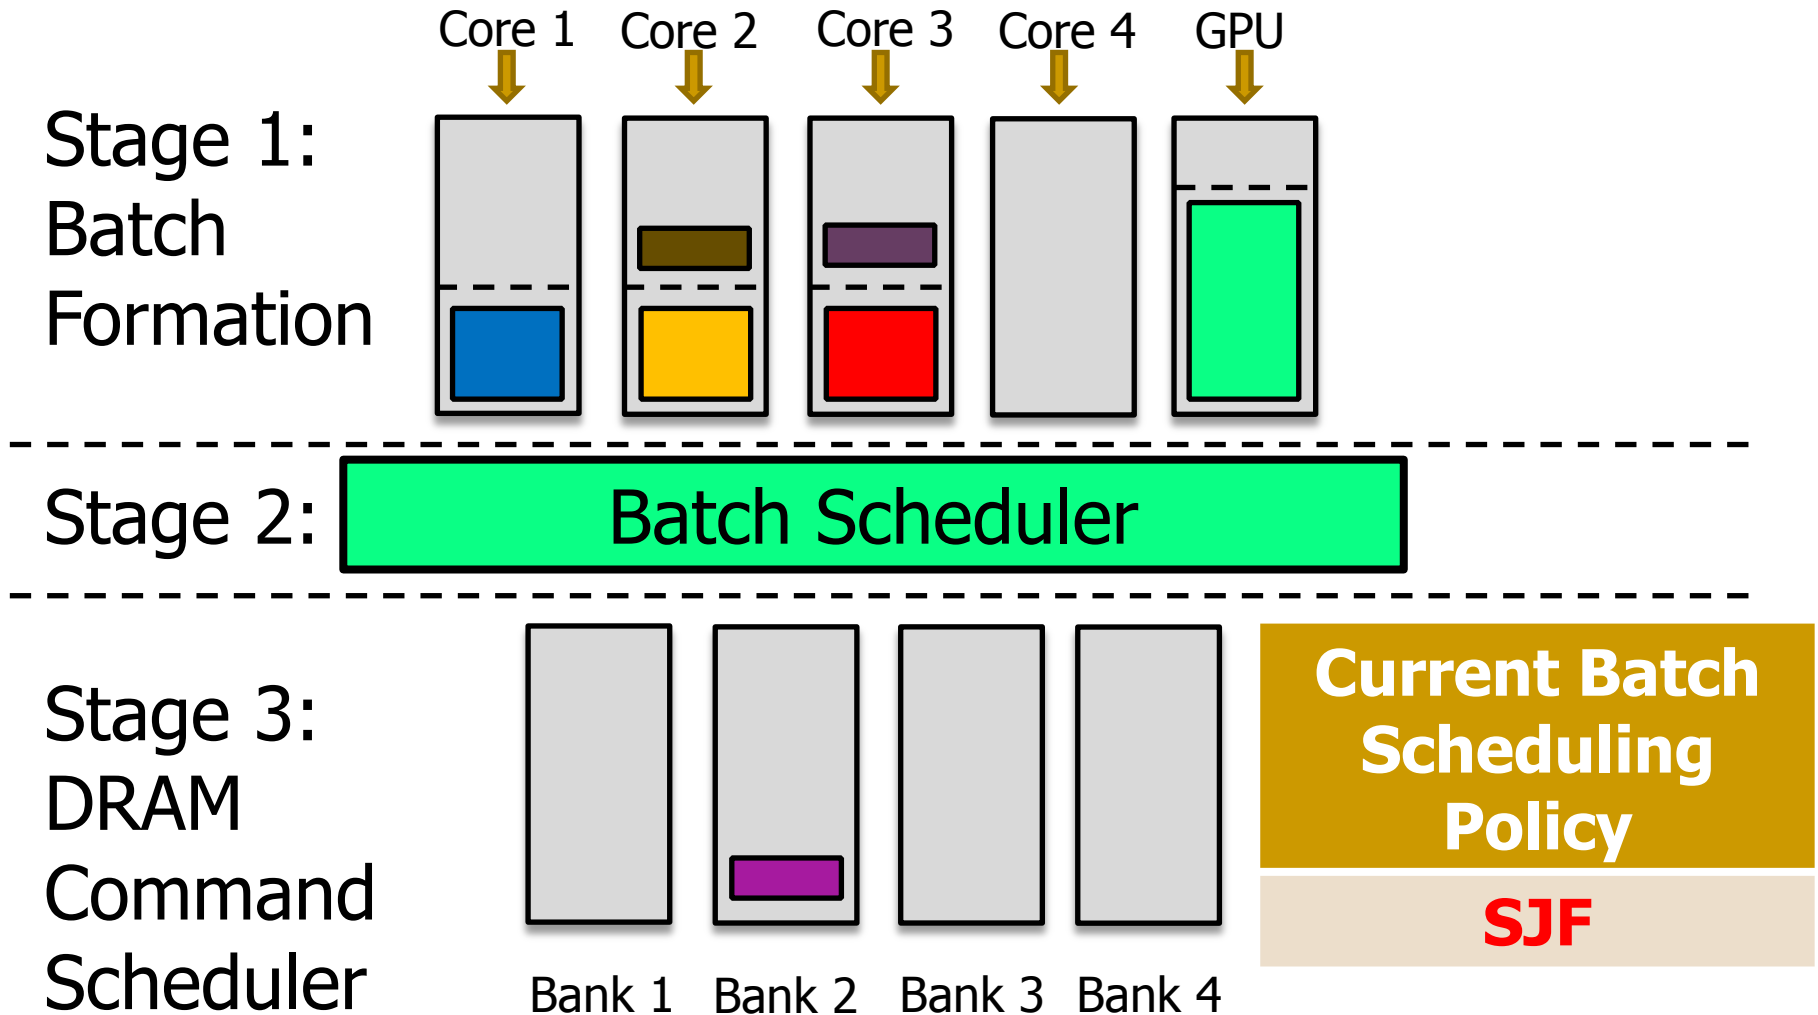 Core 1 Core 2 Core 3 Core 4 GPU
Stage 1:
Batch
Formation
Stage 2:
Batch Scheduler
Stage 3:
DRAM
Command
Scheduler
Bank 1 Bank 2 Bank 3 Bank 4
Current Batch
Scheduling
Policy
SJF